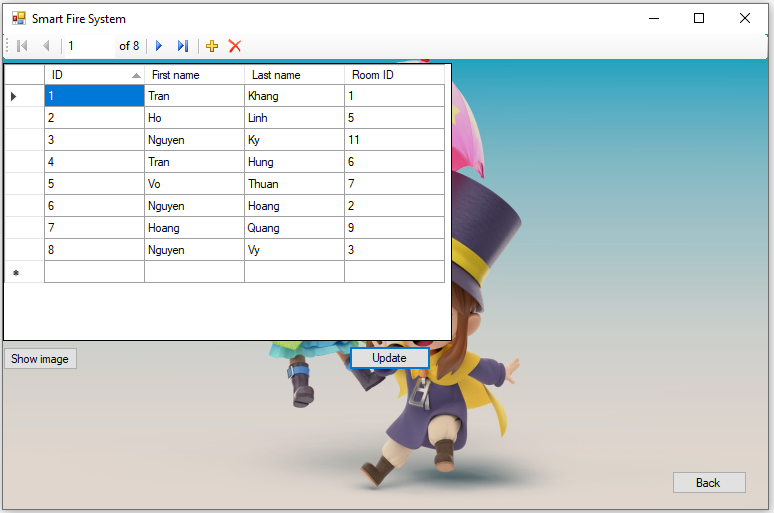 Smart Fire System
1 of 8
ID First name Last name Room ID
1 Tran Khang 1
2 Ho Linh 5
3 Nguyen Ky 11
4 Tran Hung 6
5 Vo Thuan 7
6 Nguyen Hoang 2
7 Hoang Quang 9
8 Nguyen Vy 3
Show image Update
Back